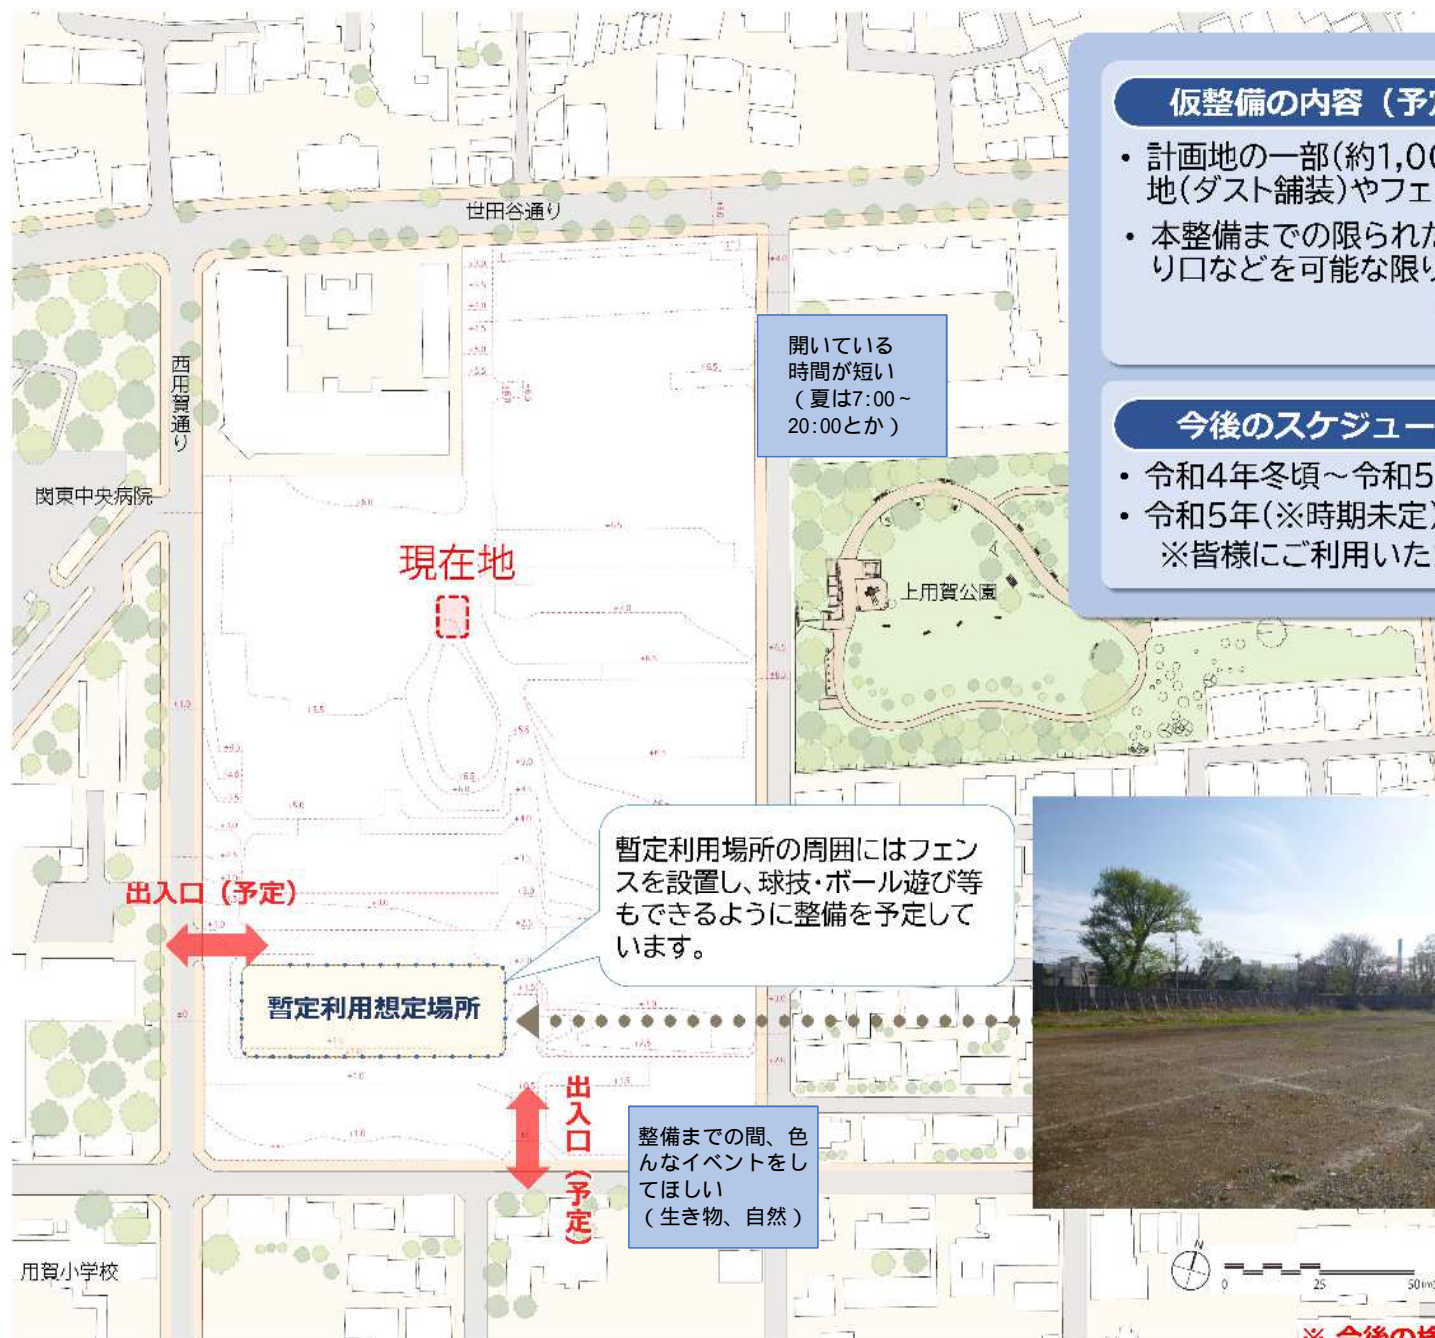 仮整備の内容（予定
• 計画地の一部(約1,00
地(ダスト舗装)やフェ
• 本整備までの限られた
り口などを可能な限り
今後のスケジュー
• 令和4年冬頃～令和5
• 令和5年(※時期未定)
※皆様にご利用いた
世田谷通り
西用賀通り
開いている
時間が短い
（夏は7:00~
20:00とか）
関東中央病院
現在地
上用賀公園
暫定利用場所の周囲にはフェン
スを設置し、球技・ボール遊び等
もできるように整備を予定して
います。
出入口（予定）
暫定利用想定場所
出入口（予定）
整備までの間、色
んなイベントをし
てほしい
（生き物、自然）
用賀小学校
N
0 25 50(m)
※ 今後の検